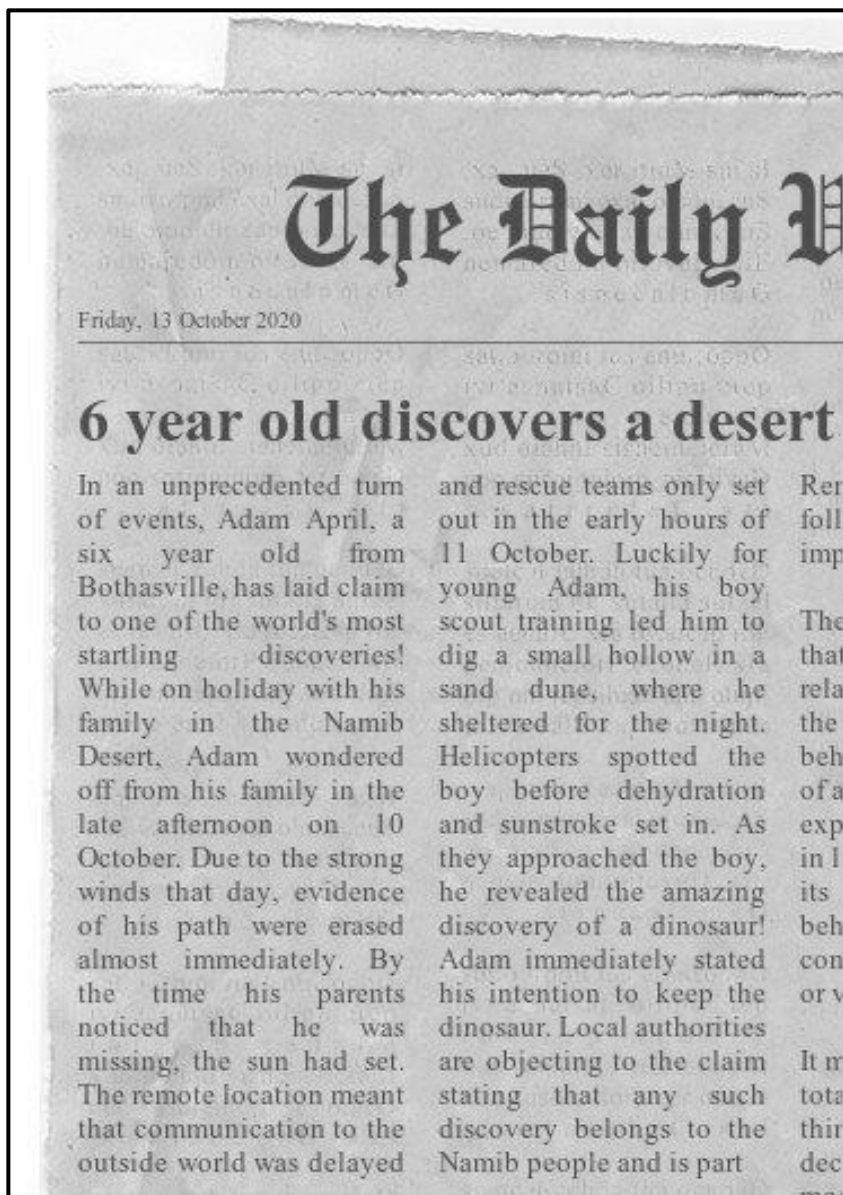 The Daily
Friday, 13 October 2020
6 year old discovers a desert
In an unprecedented turn
of events, Adam April, a
six year old from
Bothasville, has laid claim
to one of the world's most
startling discoveries!
While on holiday with his
family in the Namib
Desert, Adam wondered
off from his family in the
late afternoon on 10
October. Due to the strong
winds that day, evidence
of his path were erased
almost immediately. By
the time his parents
noticed that he was
missing, the sun had set.
The remote location meant
that communication to the
outside world was delayed
and rescue teams only set
out in the early hours of
11 October. Luckily for
young Adam, his boy
scout training led him to
dig a small hollow in a
sand dune, where he
sheltered for the night.
Helicopters spotted the
boy before dehydration
and sunstroke set in. As
they approached the boy,
he revealed the amazing
discovery of a dinosaur!
Adam immediately stated
his intention to keep the
dinosaur. Local authorities
are objecting to the claim
stating that any such
discovery belongs to the
Namib people and is part
the
of a
in
its
or
It